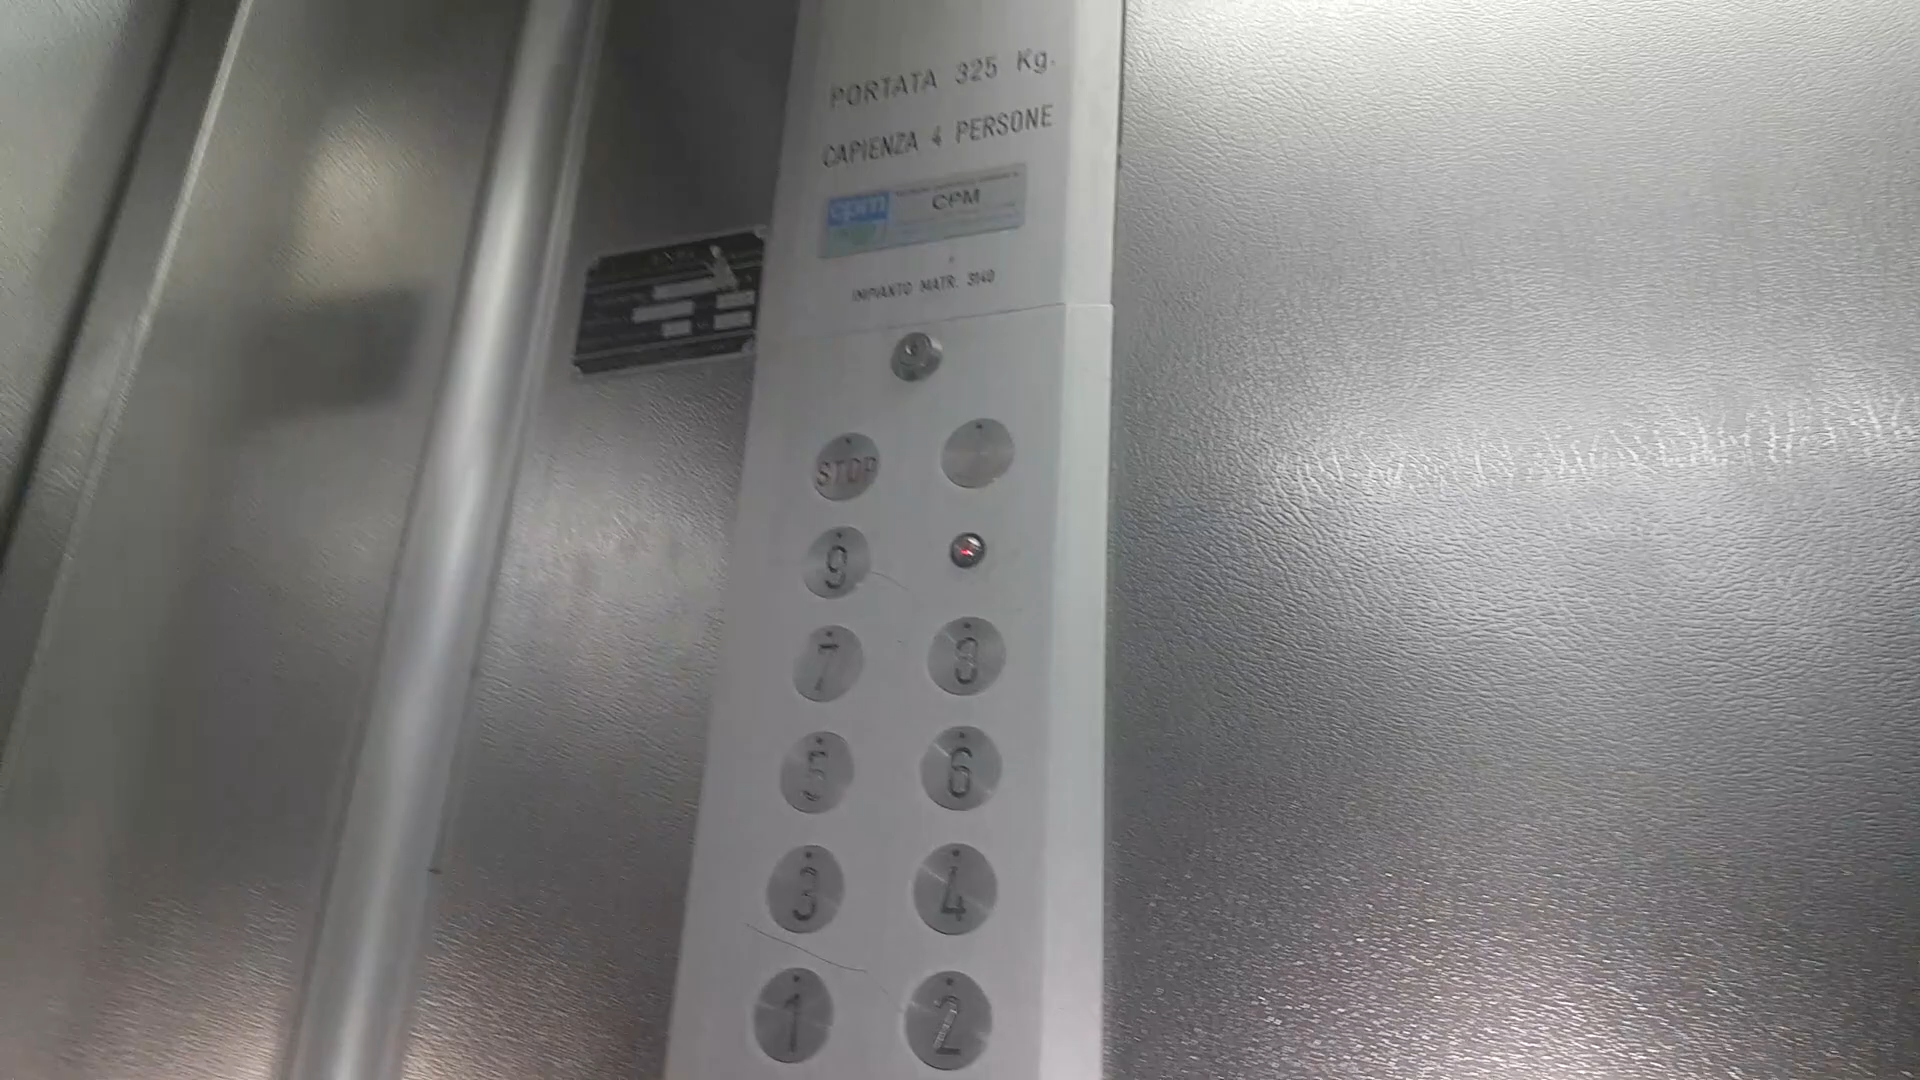 PORTATA 325 Kg.
CAPIENZA 4 PERSONE
cpm
CPM
IMPIANTO MATR. 3140
STOP
9
7 8
5 6
3 4
1 2